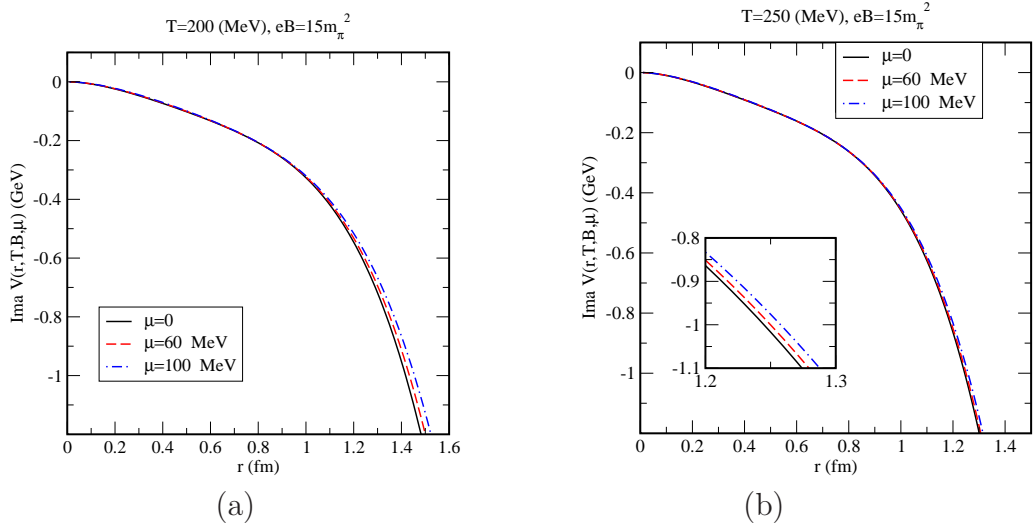 T=200 (MeV), eB=15m_π^2
0
-0.2
-0.4
-0.6
-0.8
-1
Ima V(r,T,B,μ) (GeV)
μ=0
μ=60 MeV
μ=100 MeV
0 0.2 0.4 0.6 0.8 1 1.2 1.4 1.6
r (fm)
(a)
T=250 (MeV), eB=15m_π^2
μ=0
μ=60 MeV
μ=100 MeV
0
-0.2
-0.4
-0.6
-0.8
-1
Ima V(r,T,B,μ) (GeV)
-0.8
-0.9
-1
-1.1
1.2 1.3
0 0.2 0.4 0.6 0.8 1 1.2 1.4
r (fm)
(b)